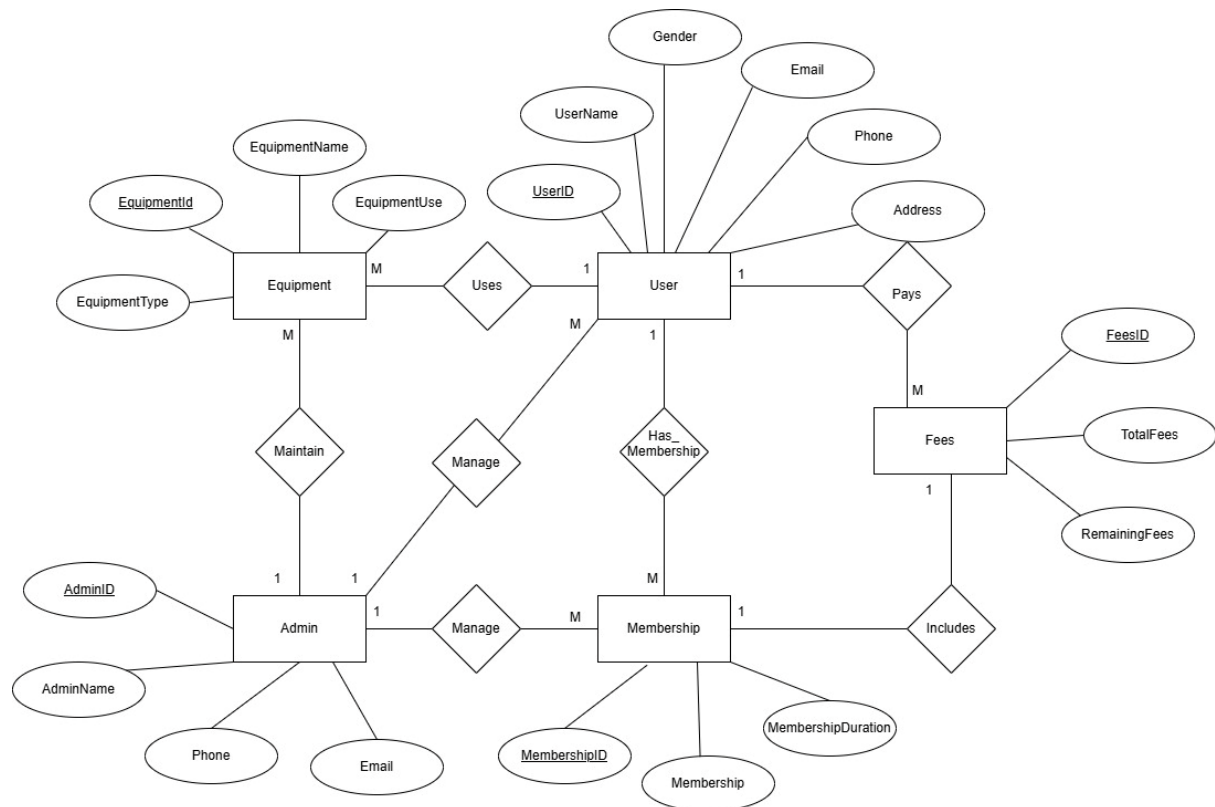 Gender
Email
UserName
Phone
EquipmentName
UserID
EquipmentId
EquipmentUse
Address
M
1
1
Equipment
Uses
User
Pays
EquipmentType
M
M
1
FeesID
M
Fees
TotalFees
Maintain
Manage
Has_
Membership
1
RemainingFees
1
1
M
AdminID
1
M
1
Admin
Manage
Membership
Includes
AdminName
MembershipDuration
Phone
Email
MembershipID
Membership